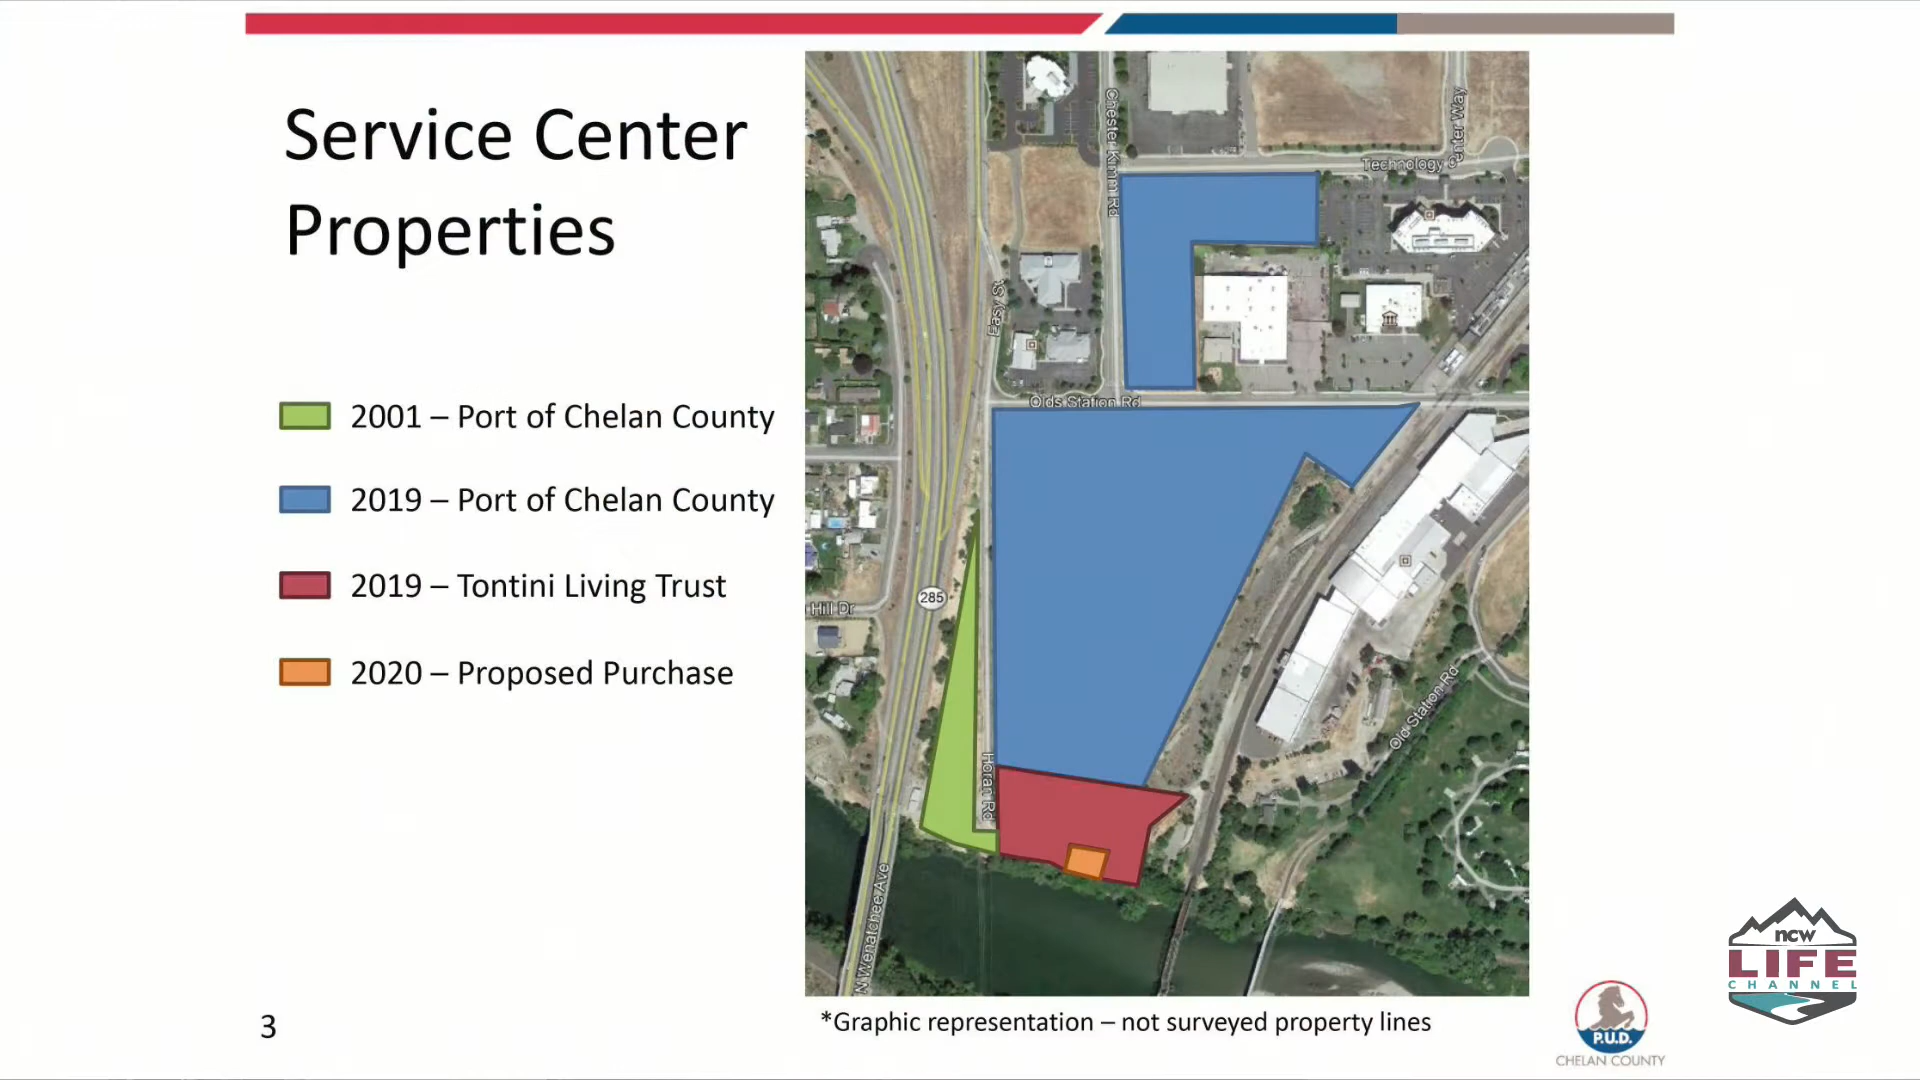 Service Center
Properties
2001 – Port of Chelan County
2019 – Port of Chelan County
2019 – Tontini Living Trust
2020 – Proposed Purchase
Chester Kimm Rd
Technology Center Way
Easy St
Olds Station Rd
285
Hill Dr
Horan Rd
Old Station Rd
N Wenatchee Ave
*Graphic representation – not surveyed property lines
3
P.U.D.
CHELAN COUNTY
ncw
LIFE
CHANNEL